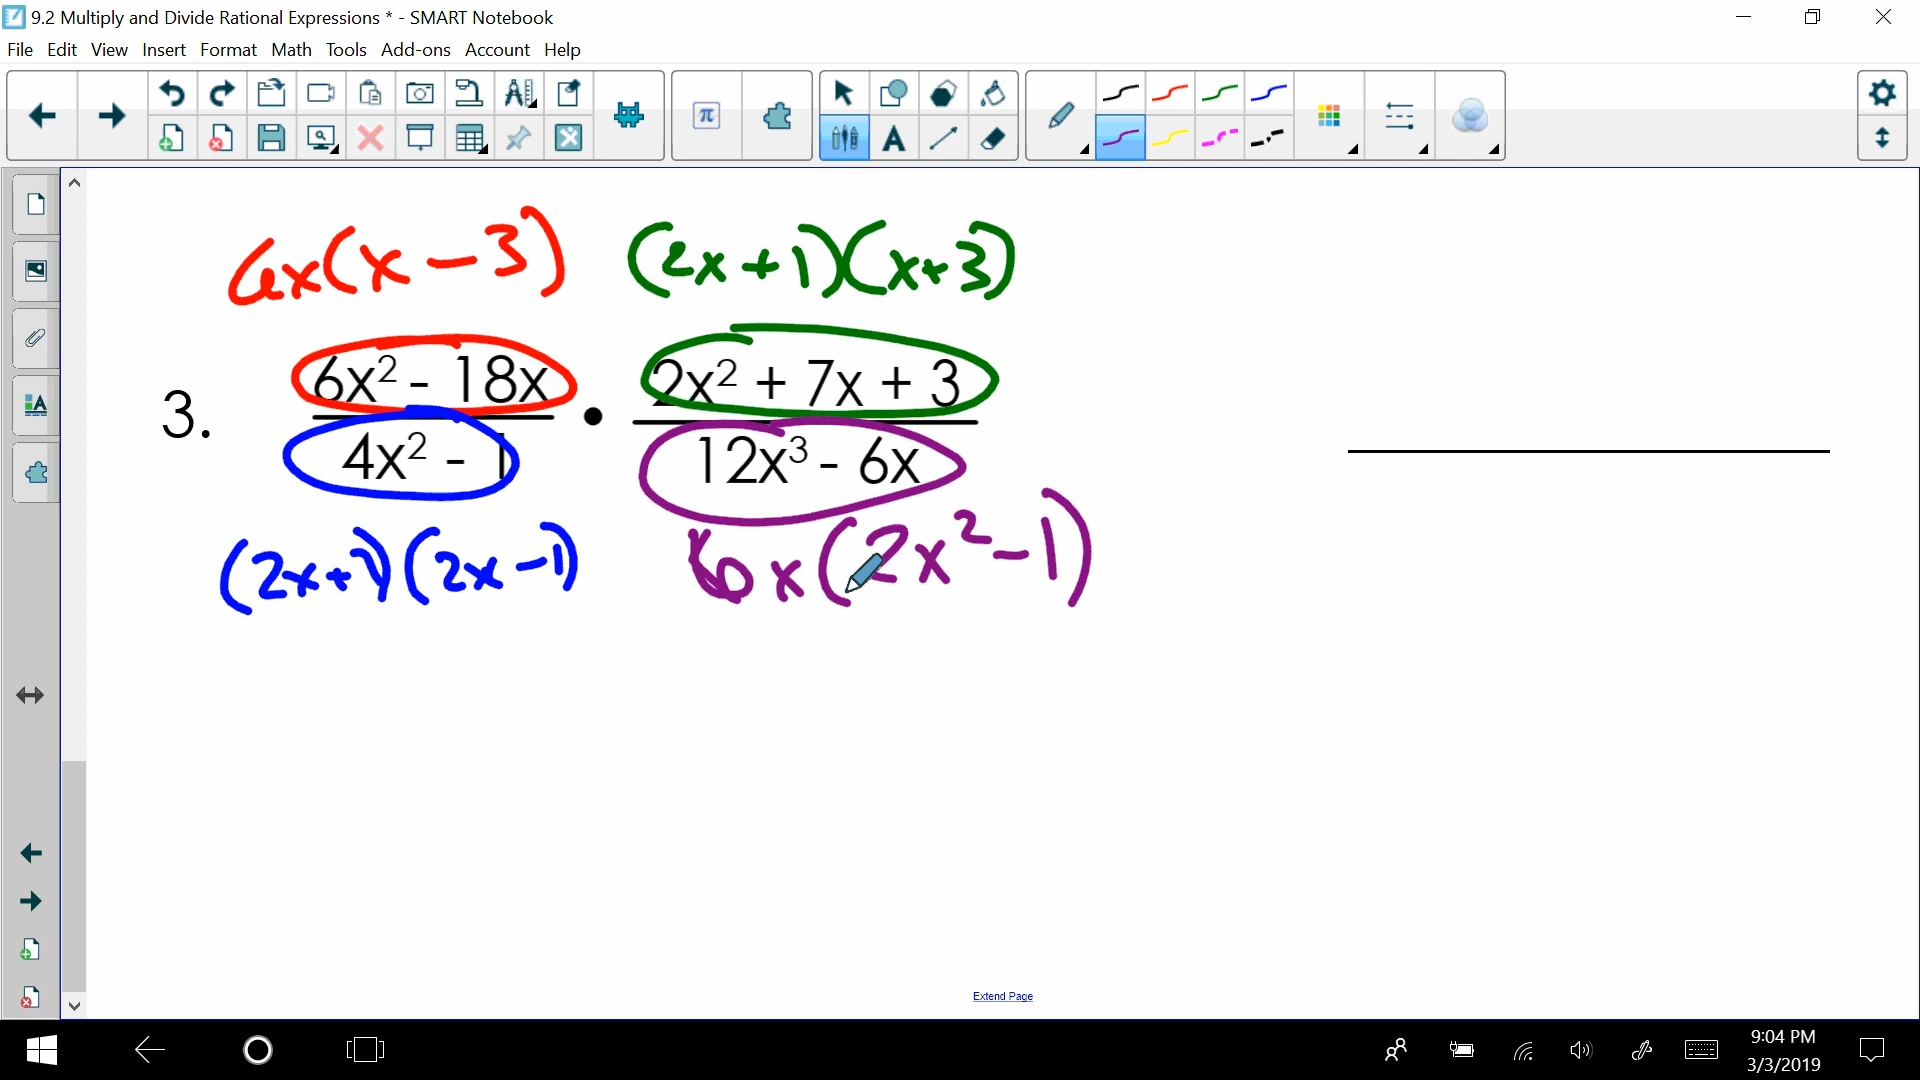 9.2 Multiply and Divide Rational Expressions * - SMART Notebook
File Edit View Insert Format Math Tools Add-ons Account Help
π
A
A
6x(x - 3) (2x + 1)(x + 3)
3. 6x² - 18x • 2x² + 7x + 3
4x² - 1 12x³ - 6x
(2x + 1)(2x - 1) 6x(2x² - 1)
Extend Page
9:04 PM
3/3/2019